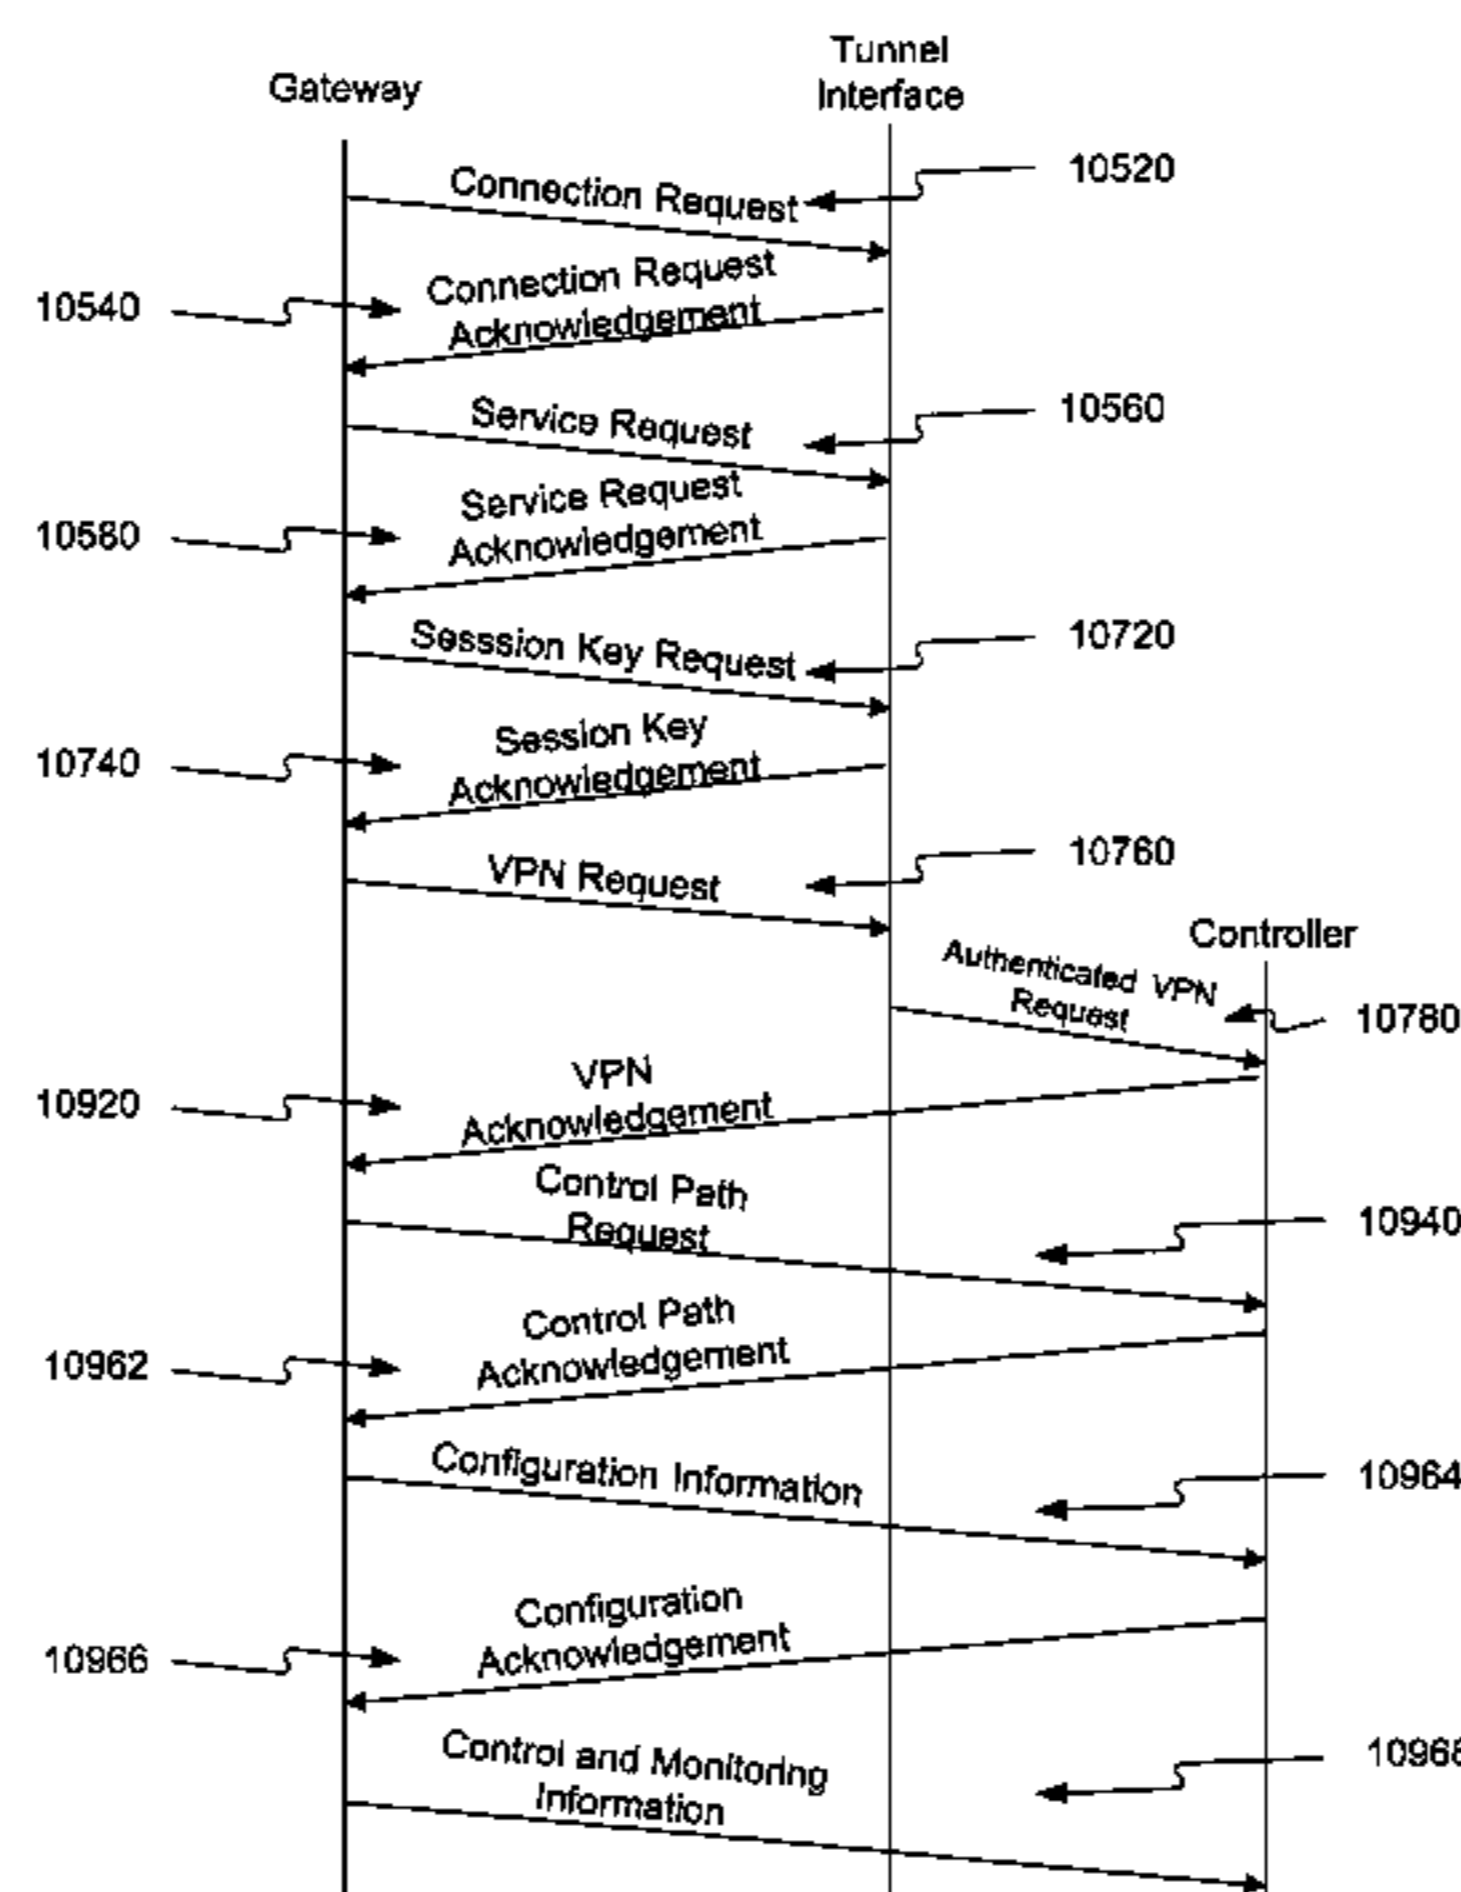 Tunnel
Interface
Gateway
10520
Connection Request
10540
Connection Request
Acknowledgement
10560
Service Request
10580
Service Request
Acknowledgement
10720
Sesssion Key Request
10740
Session Key
Acknowledgement
10760
VPN Request
Controller
Authenticated VPN
Request
10780
10920
VPN
Acknowledgement
Control Path
Request
10940
10962
Control Path
Acknowledgement
Configuration Information
10964
10966
Configuration
Acknowledgement
Control and Monitoring
Information